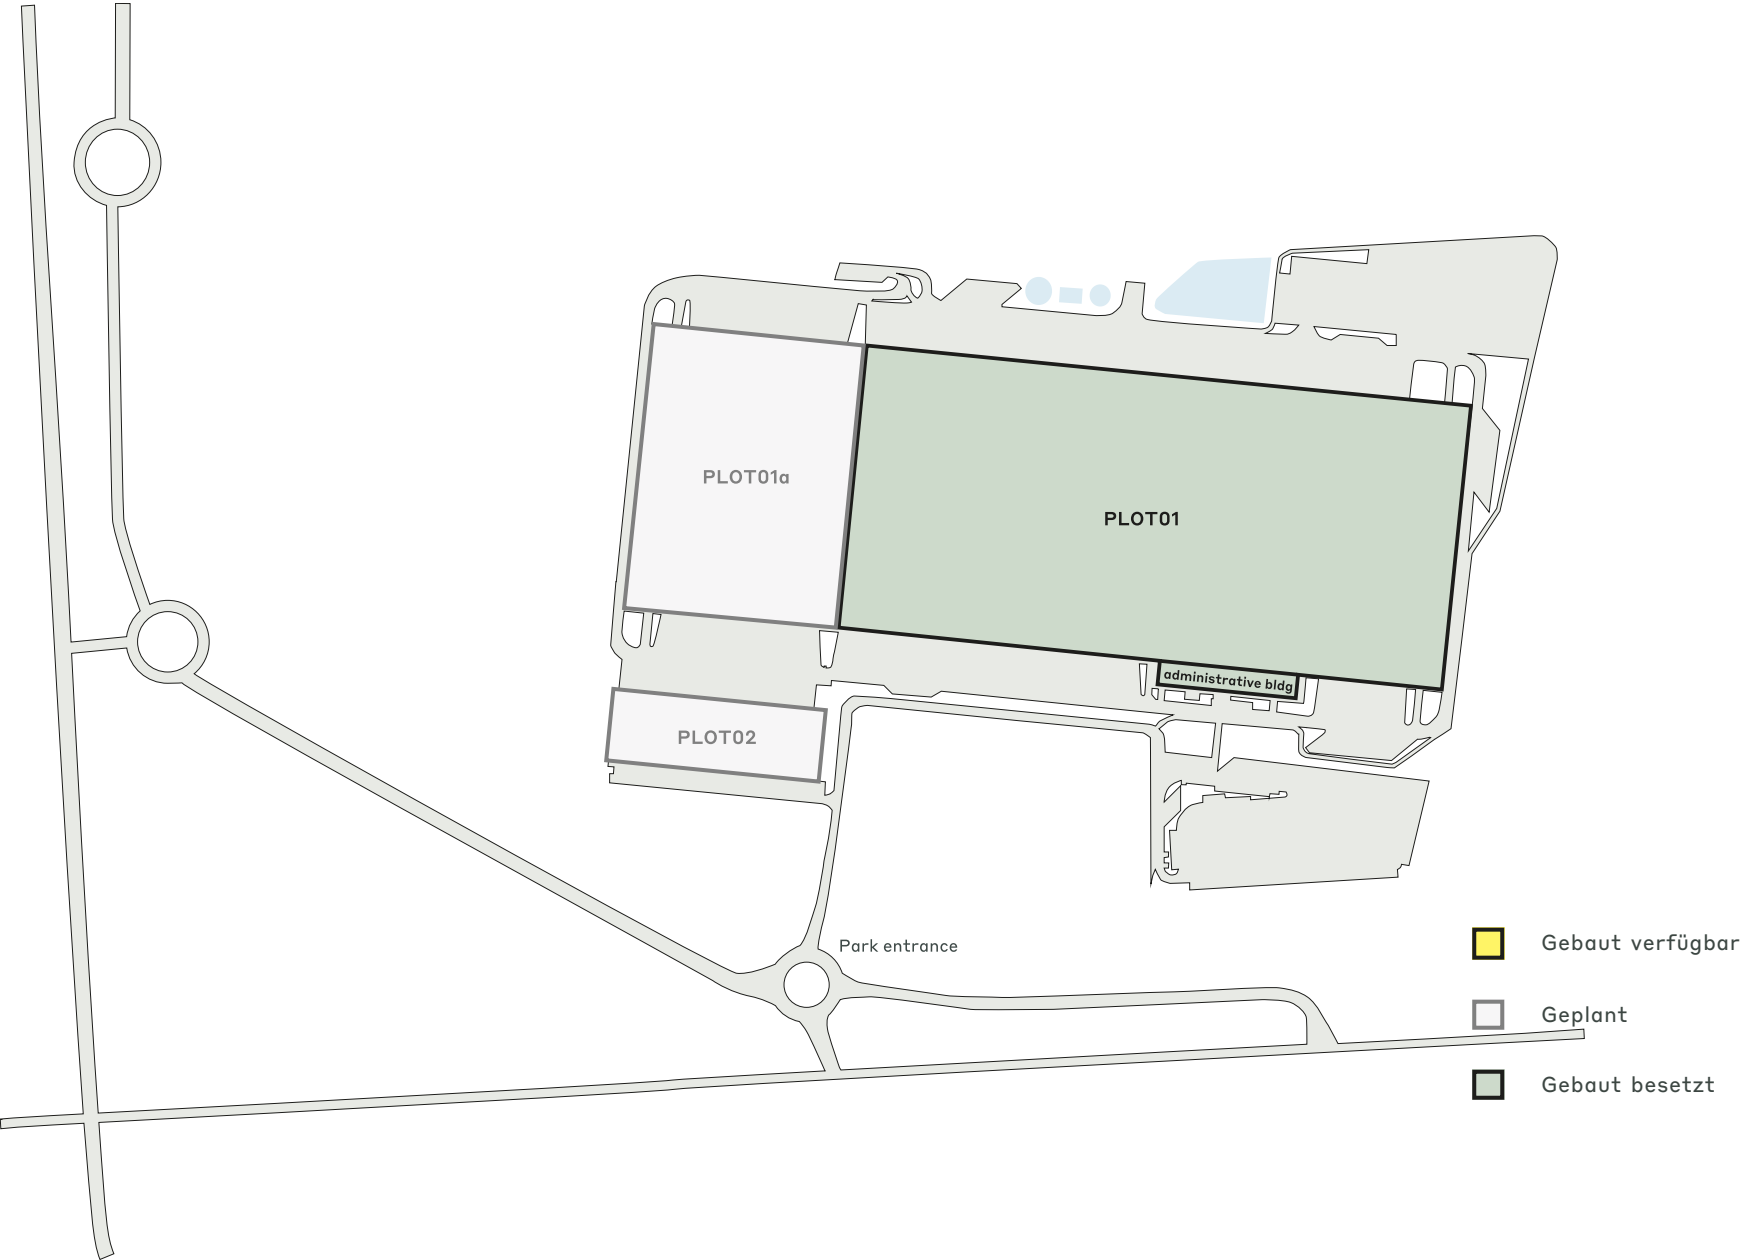 PLOT01a
PLOT01
administrative bldg
PLOT02
Park entrance
Gebaut verfügbar
Geplant
Gebaut besetzt